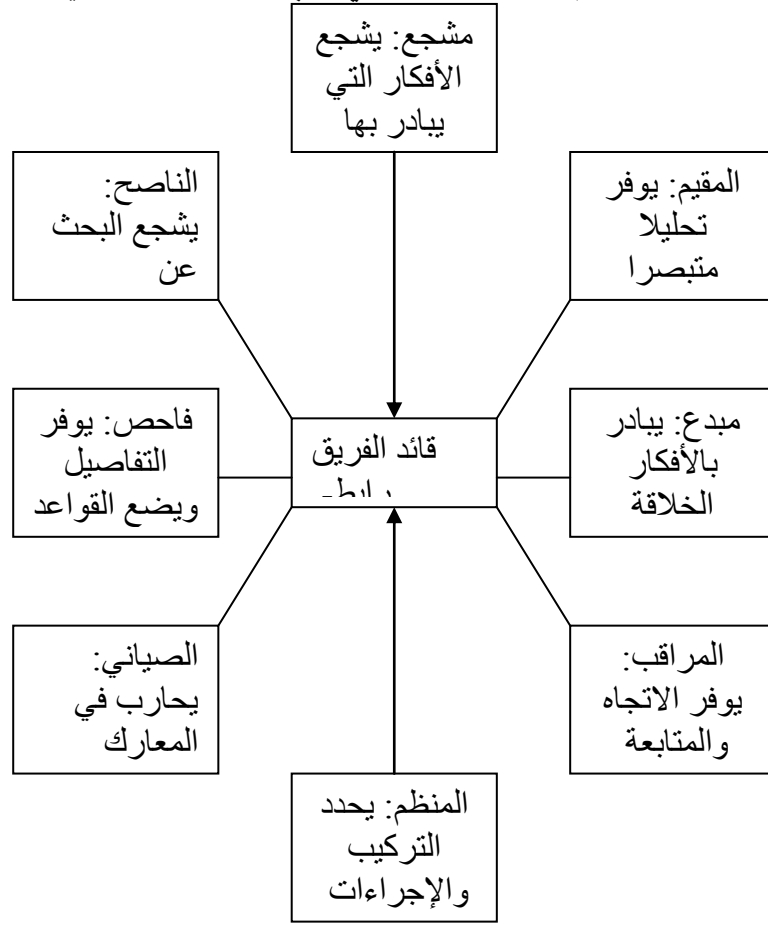 مشجع: يشجع
الأفكار التي
يبادر بها
المقيم: يوفر
تحليلا
متبصرا
الناصح:
يشجع البحث
عن
مبدع: يبادر
بالأفكار
الخلاقة
قائد الفريق
فاحص: يوفر
التفاصيل
ويضع القواعد
المراقب:
يوفر الاتجاه
والمتابعة
الصياني:
يحارب في
المعارك
المنظم: يحدد
التركيب
والإجراءات